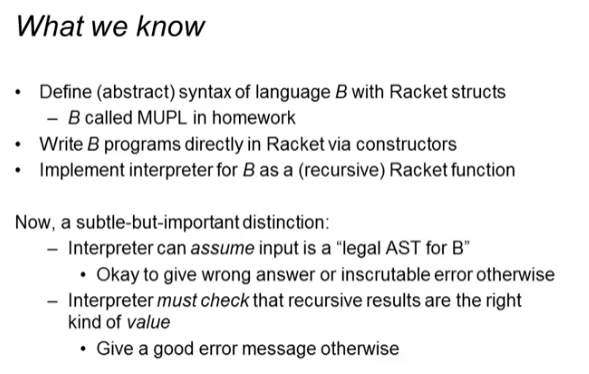 What we know
• Define (abstract) syntax of language B with Racket structs
– B called MUPL in homework
• Write B programs directly in Racket via constructors
• Implement interpreter for B as a (recursive) Racket function
Now, a subtle-but-important distinction:
– Interpreter can assume input is a “legal AST for B”
• Okay to give wrong answer or inscrutable error otherwise
– Interpreter must check that recursive results are the right
kind of value
• Give a good error message otherwise